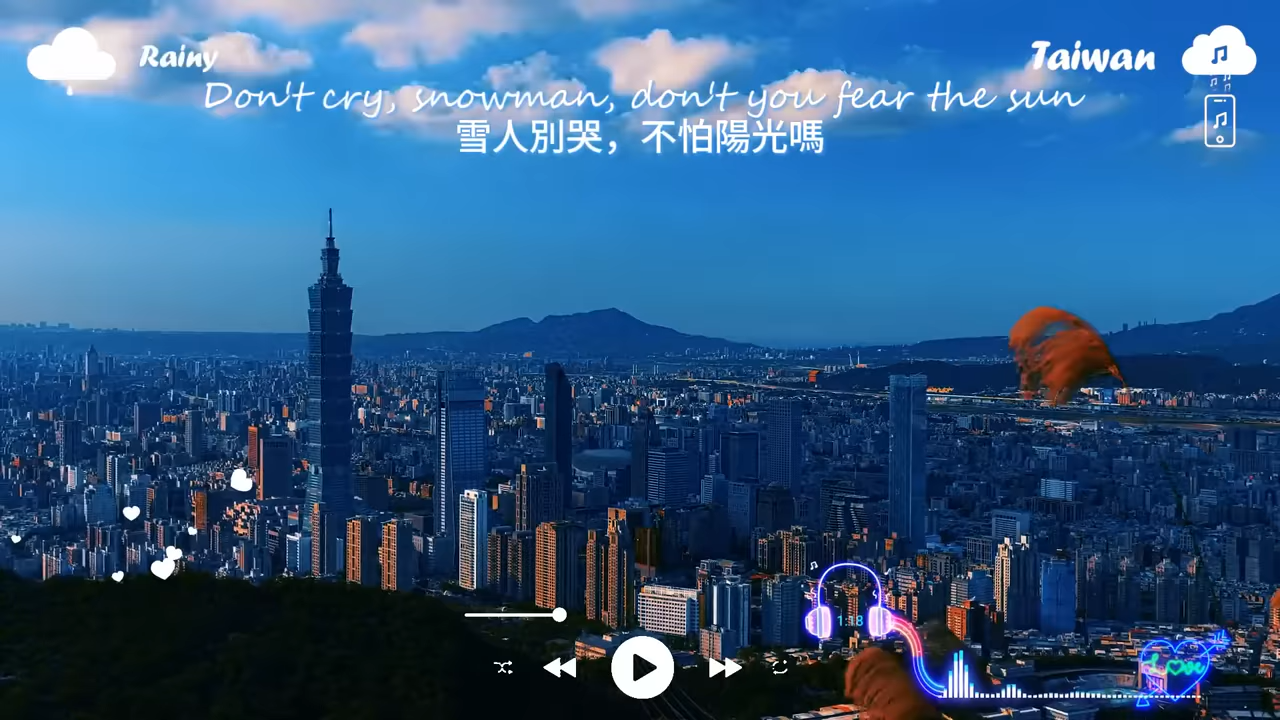 Rainy
Taiwan
Don't cry, snowman, don't you fear the sun
雪人別哭，不怕陽光嗎
1:18
Love